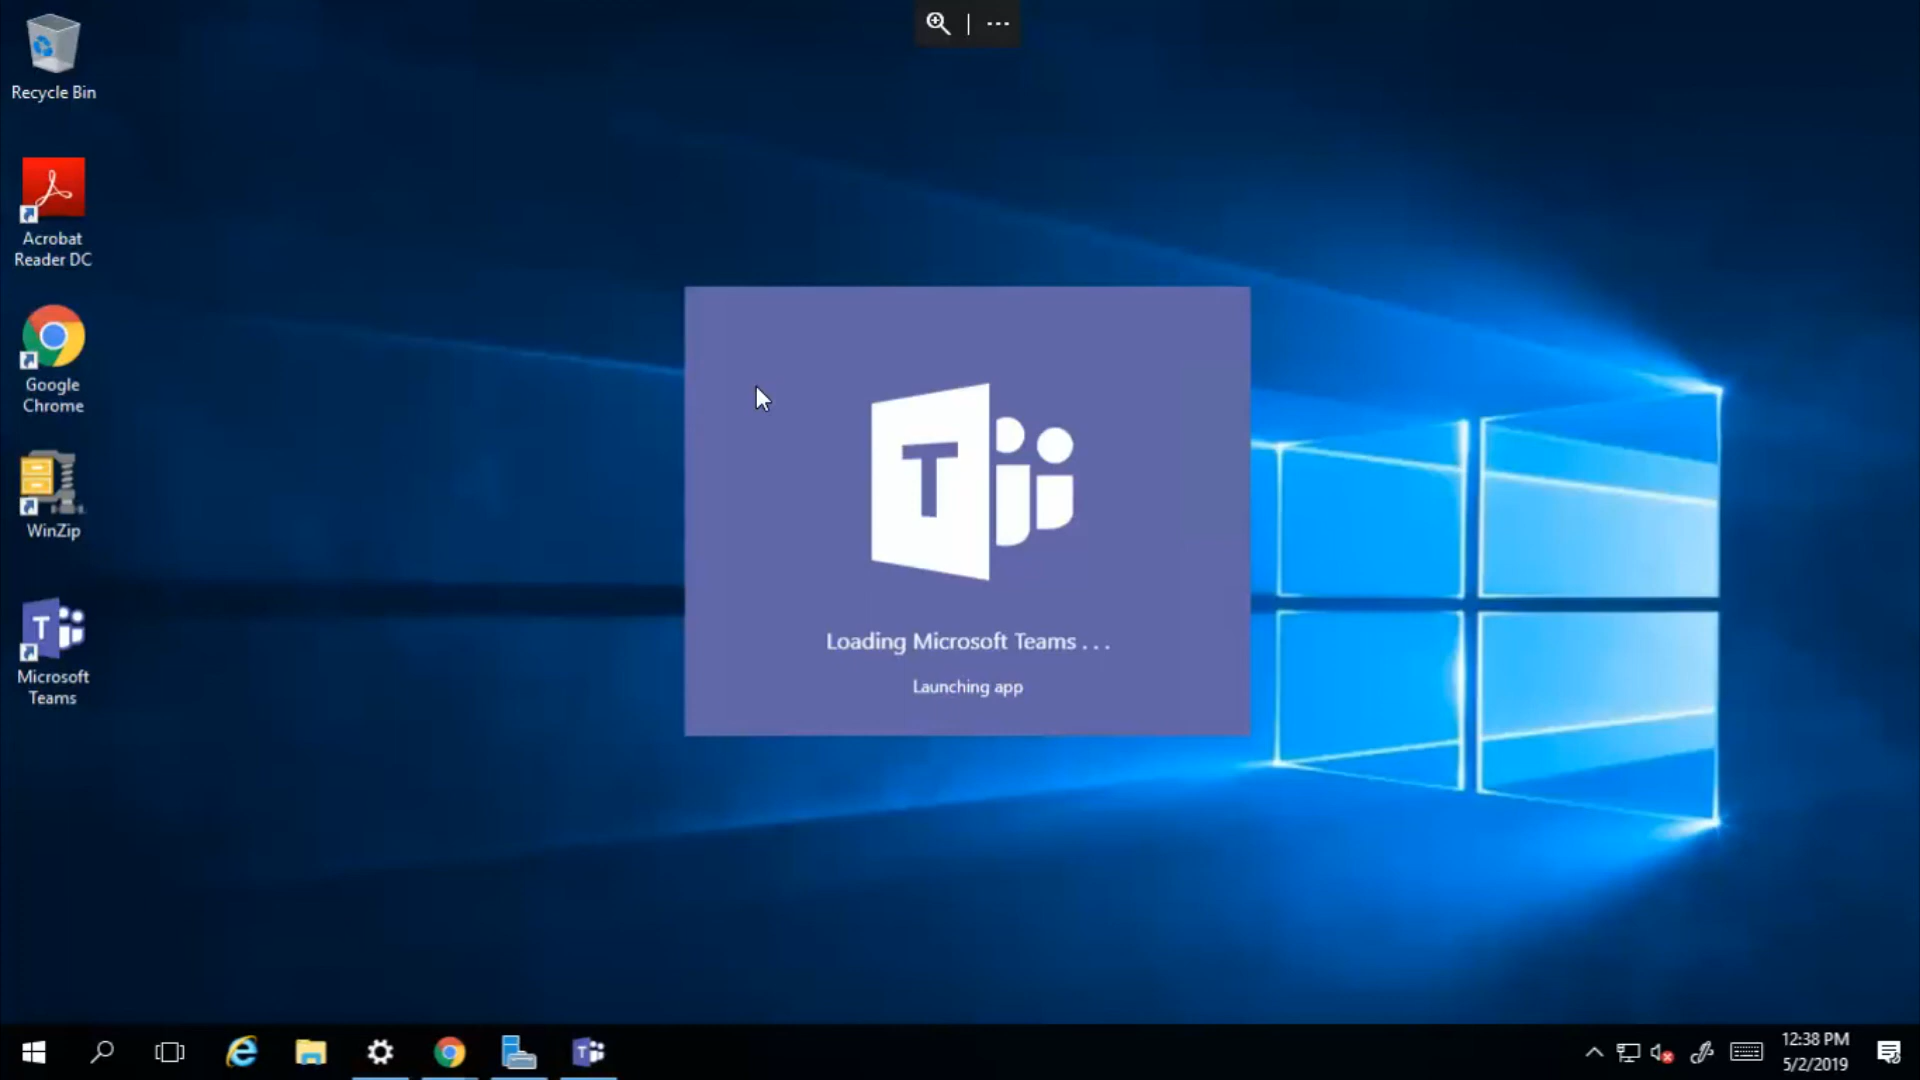 Recycle Bin
Acrobat
Reader DC
Google
Chrome
WinZip
T
Microsoft
Teams
T
Loading Microsoft Teams . . .
Launching app
T
12:38 PM
5/2/2019